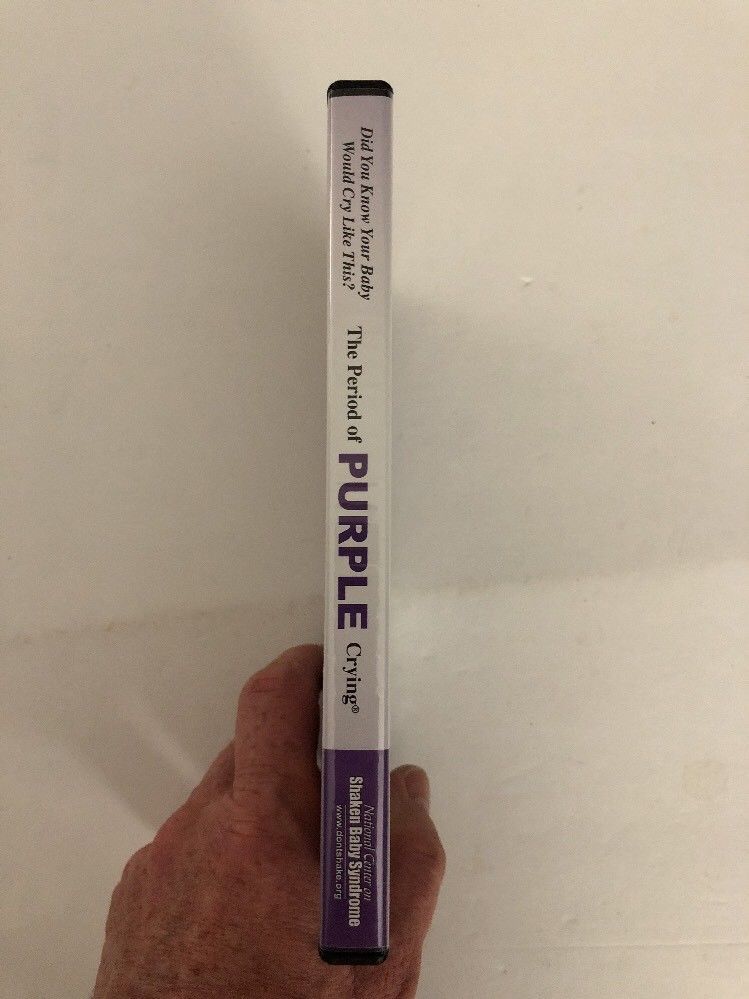 Did You Know Your Baby
Would Cry Like This?
The Period of PURPLE Crying®
National Center on
Shaken Baby Syndrome
www.dontshake.org